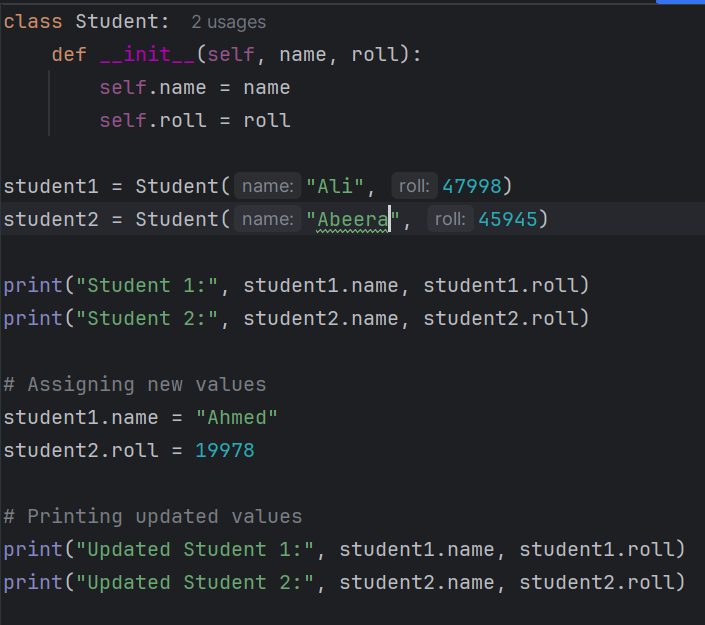 class Student:  2 usages
    def __init__(self, name, roll):
        self.name = name
        self.roll = roll

student1 = Student( name: "Ali",  roll: 47998)
student2 = Student( name: "Abeera",  roll: 45945)

print("Student 1:", student1.name, student1.roll)
print("Student 2:", student2.name, student2.roll)

# Assigning new values
student1.name = "Ahmed"
student2.roll = 19978

# Printing updated values
print("Updated Student 1:", student1.name, student1.roll)
print("Updated Student 2:", student2.name, student2.roll)